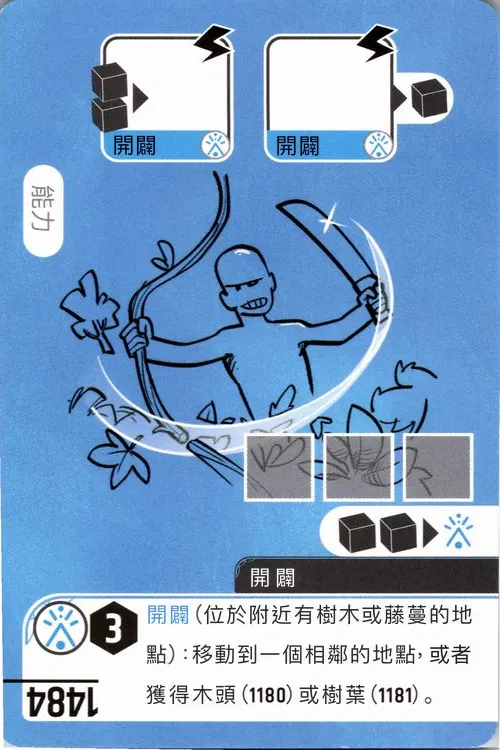 開闢
開闢
能力
開闢
3
開闢(位於附近有樹木或藤蔓的地
點):移動到一個相鄰的地點,或者
獲得木頭(1180)或樹葉(1181)。
1484